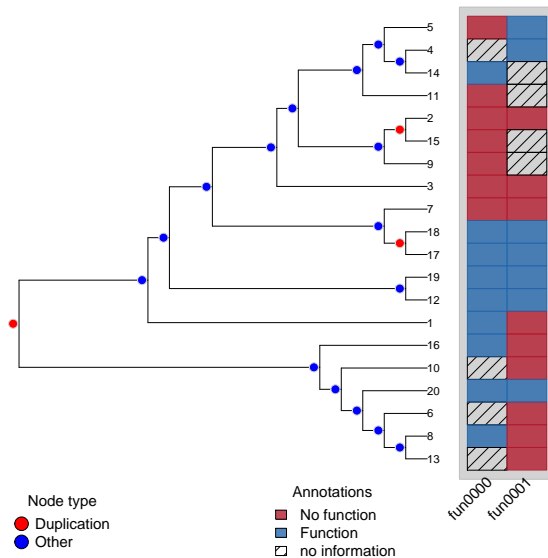 5
4
14
11
2
15
9
3
7
18
17
19
12
1
16
10
20
6
8
13
fun0000 fun0001
Node type
Duplication
Other
Annotations
No function
Function
no information